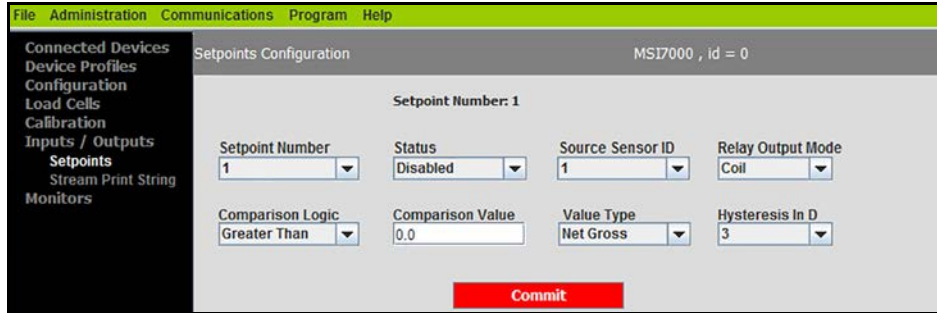 File Administration Communications Program Help
Connected Devices
Device Profiles
Configuration
Load Cells
Calibration
Inputs / Outputs
Setpoints
Stream Print String
Monitors
Setpoints Configuration MSI7000 , id = 0
Setpoint Number: 1
Setpoint Number Status Source Sensor ID Relay Output Mode
1 Disabled 1 Coil
Comparison Logic Comparison Value Value Type Hysteresis In D
Greater Than 0.0 Net Gross 3
Commit